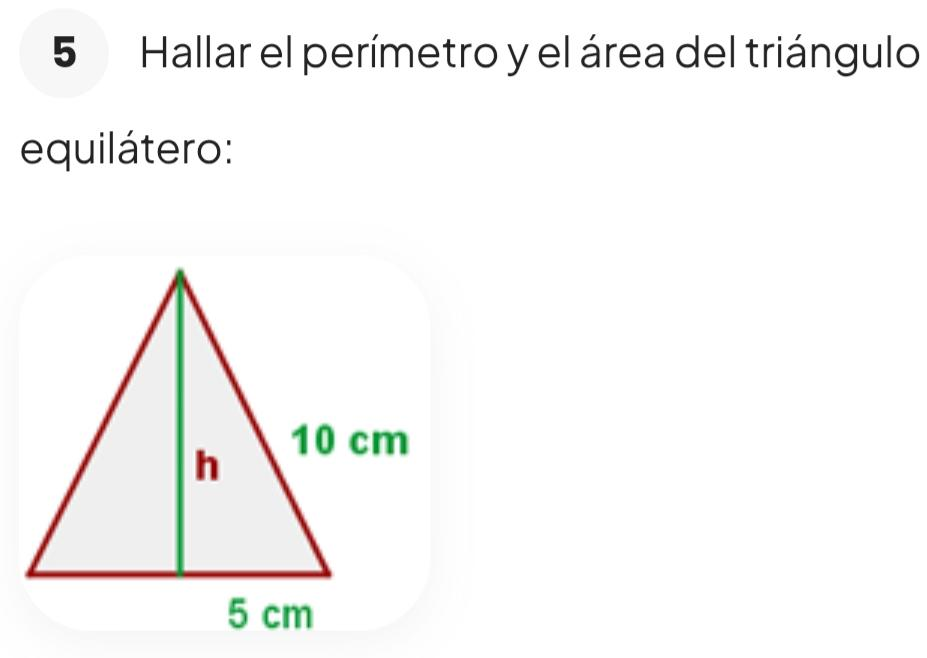 5 Hallar el perímetro y el área del triángulo
equilátero:
10 cm
h
5 cm